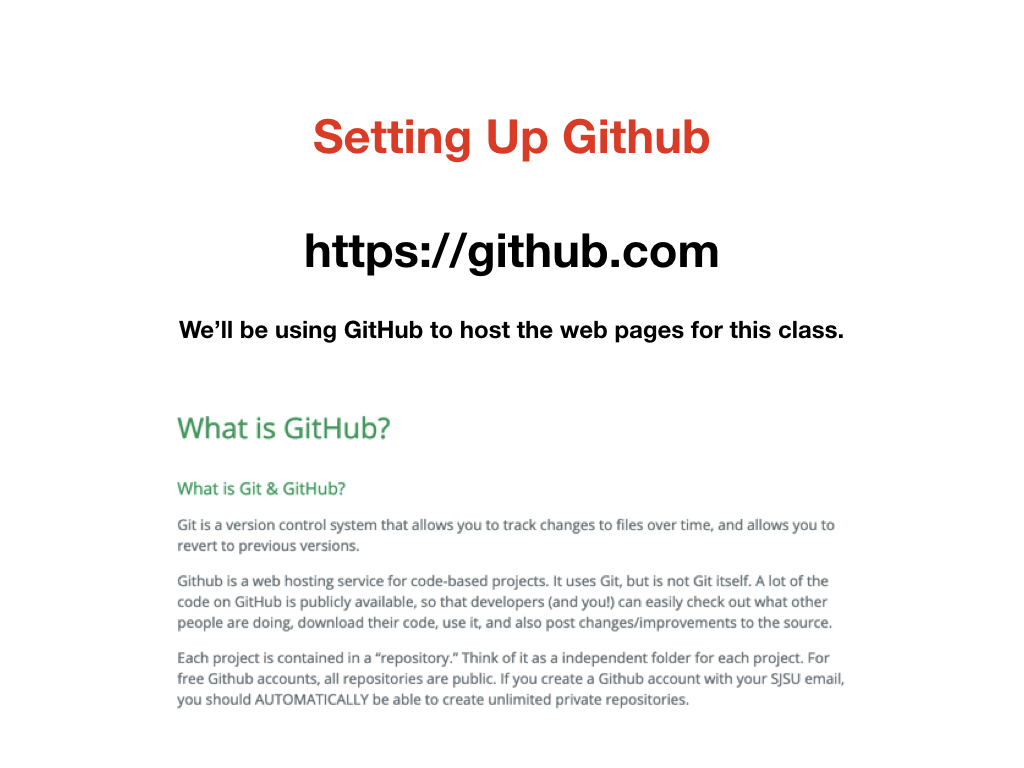 Setting Up Github
https://github.com
We’ll be using GitHub to host the web pages for this class.
What is GitHub?
What is Git & GitHub?
Git is a version control system that allows you to track changes to files over time, and allows you to
revert to previous versions.
Github is a web hosting service for code-based projects. It uses Git, but is not Git itself. A lot of the
code on GitHub is publicly available, so that developers (and you!) can easily check out what other
people are doing, download their code, use it, and also post changes/improvements to the source.
Each project is contained in a “repository.” Think of it as a independent folder for each project. For
free Github accounts, all repositories are public. If you create a Github account with your SJSU email,
you should AUTOMATICALLY be able to create unlimited private repositories.